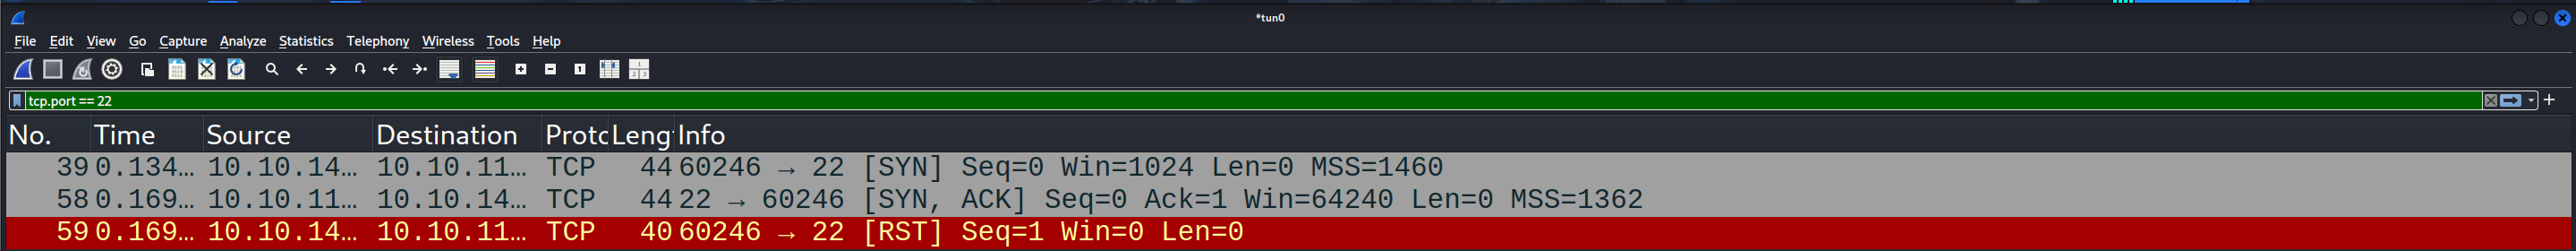 *tun0
File Edit View Go Capture Analyze Statistics Telephony Wireless Tools Help
tcp.port == 22
No. Time Source Destination Protc Leng Info
39 0.134… 10.10.14… 10.10.11… TCP 44 60246 → 22 [SYN] Seq=0 Win=1024 Len=0 MSS=1460
58 0.169… 10.10.11… 10.10.14… TCP 44 22 → 60246 [SYN, ACK] Seq=0 Ack=1 Win=64240 Len=0 MSS=1362
59 0.169… 10.10.14… 10.10.11… TCP 40 60246 → 22 [RST] Seq=1 Win=0 Len=0